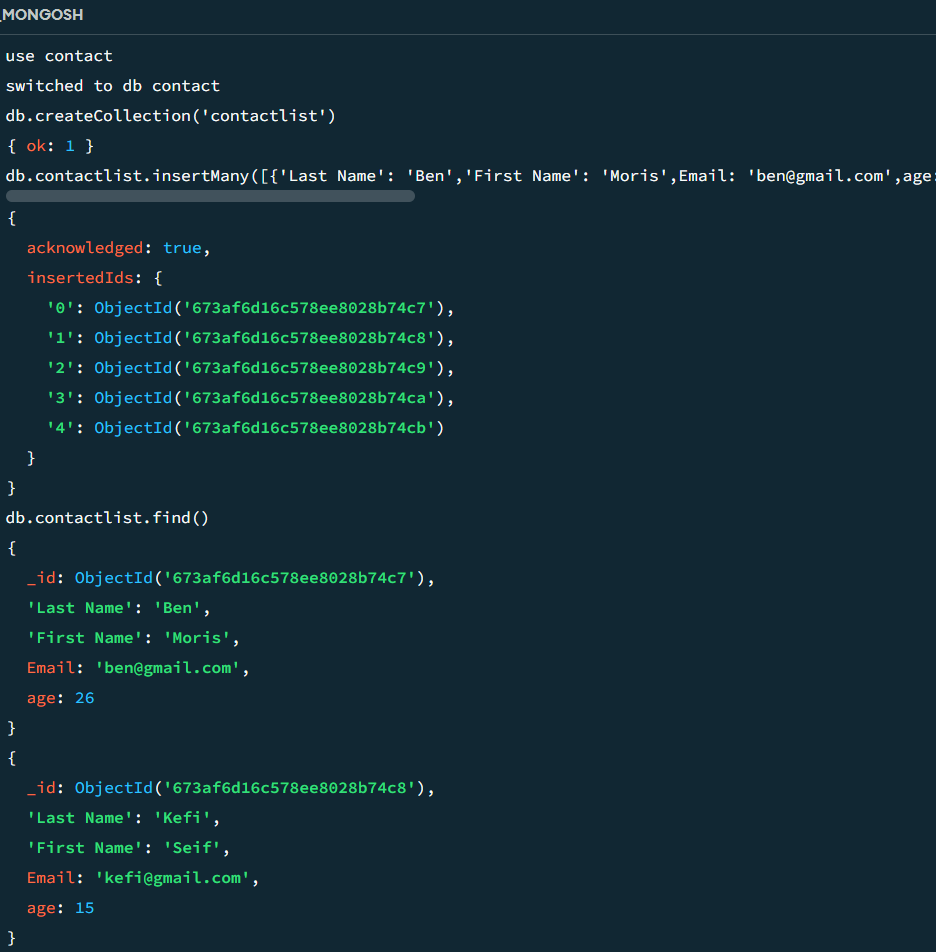 _MONGOSH
use contact
switched to db contact
db.createCollection('contactlist')
{ ok: 1 }
db.contactlist.insertMany([{'Last Name': 'Ben','First Name': 'Moris',Email: 'ben@gmail.com',age:
{
  acknowledged: true,
  insertedIds: {
    '0': ObjectId('673af6d16c578ee8028b74c7'),
    '1': ObjectId('673af6d16c578ee8028b74c8'),
    '2': ObjectId('673af6d16c578ee8028b74c9'),
    '3': ObjectId('673af6d16c578ee8028b74ca'),
    '4': ObjectId('673af6d16c578ee8028b74cb')
  }
}
db.contactlist.find()
{
  _id: ObjectId('673af6d16c578ee8028b74c7'),
  'Last Name': 'Ben',
  'First Name': 'Moris',
  Email: 'ben@gmail.com',
  age: 26
}
{
  _id: ObjectId('673af6d16c578ee8028b74c8'),
  'Last Name': 'Kefi',
  'First Name': 'Seif',
  Email: 'kefi@gmail.com',
  age: 15
}